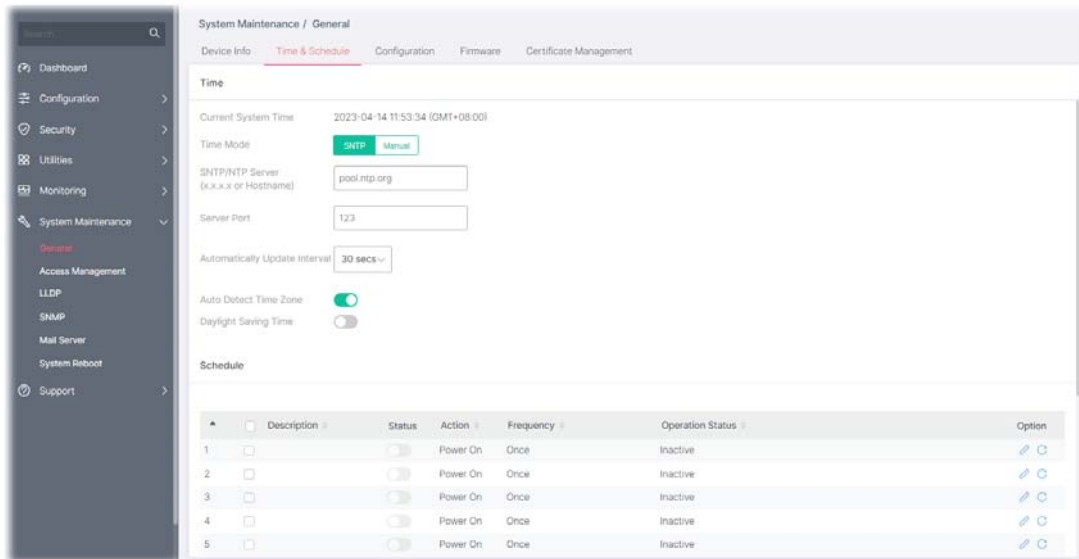 Search...
Dashboard
Configuration
Security
Utilities
Monitoring
System Maintenance
General
Access Management
LLDP
SNMP
Mail Server
System Reboot
Support
System Maintenance / General
Device Info Time & Schedule Configuration Firmware Certificate Management
Time
Current System Time 2023-04-14 11:53:34 (GMT+08:00)
Time Mode SNTP Manual
SNTP/NTP Server
(x.x.x.x or Hostname) pool.ntp.org
Server Port 123
Automatically Update Interval 30 secs
Auto Detect Time Zone
Daylight Saving Time
Schedule
Description Status Action Frequency Operation Status Option
1 Power On Once Inactive
2 Power On Once Inactive
3 Power On Once Inactive
4 Power On Once Inactive
5 Power On Once Inactive